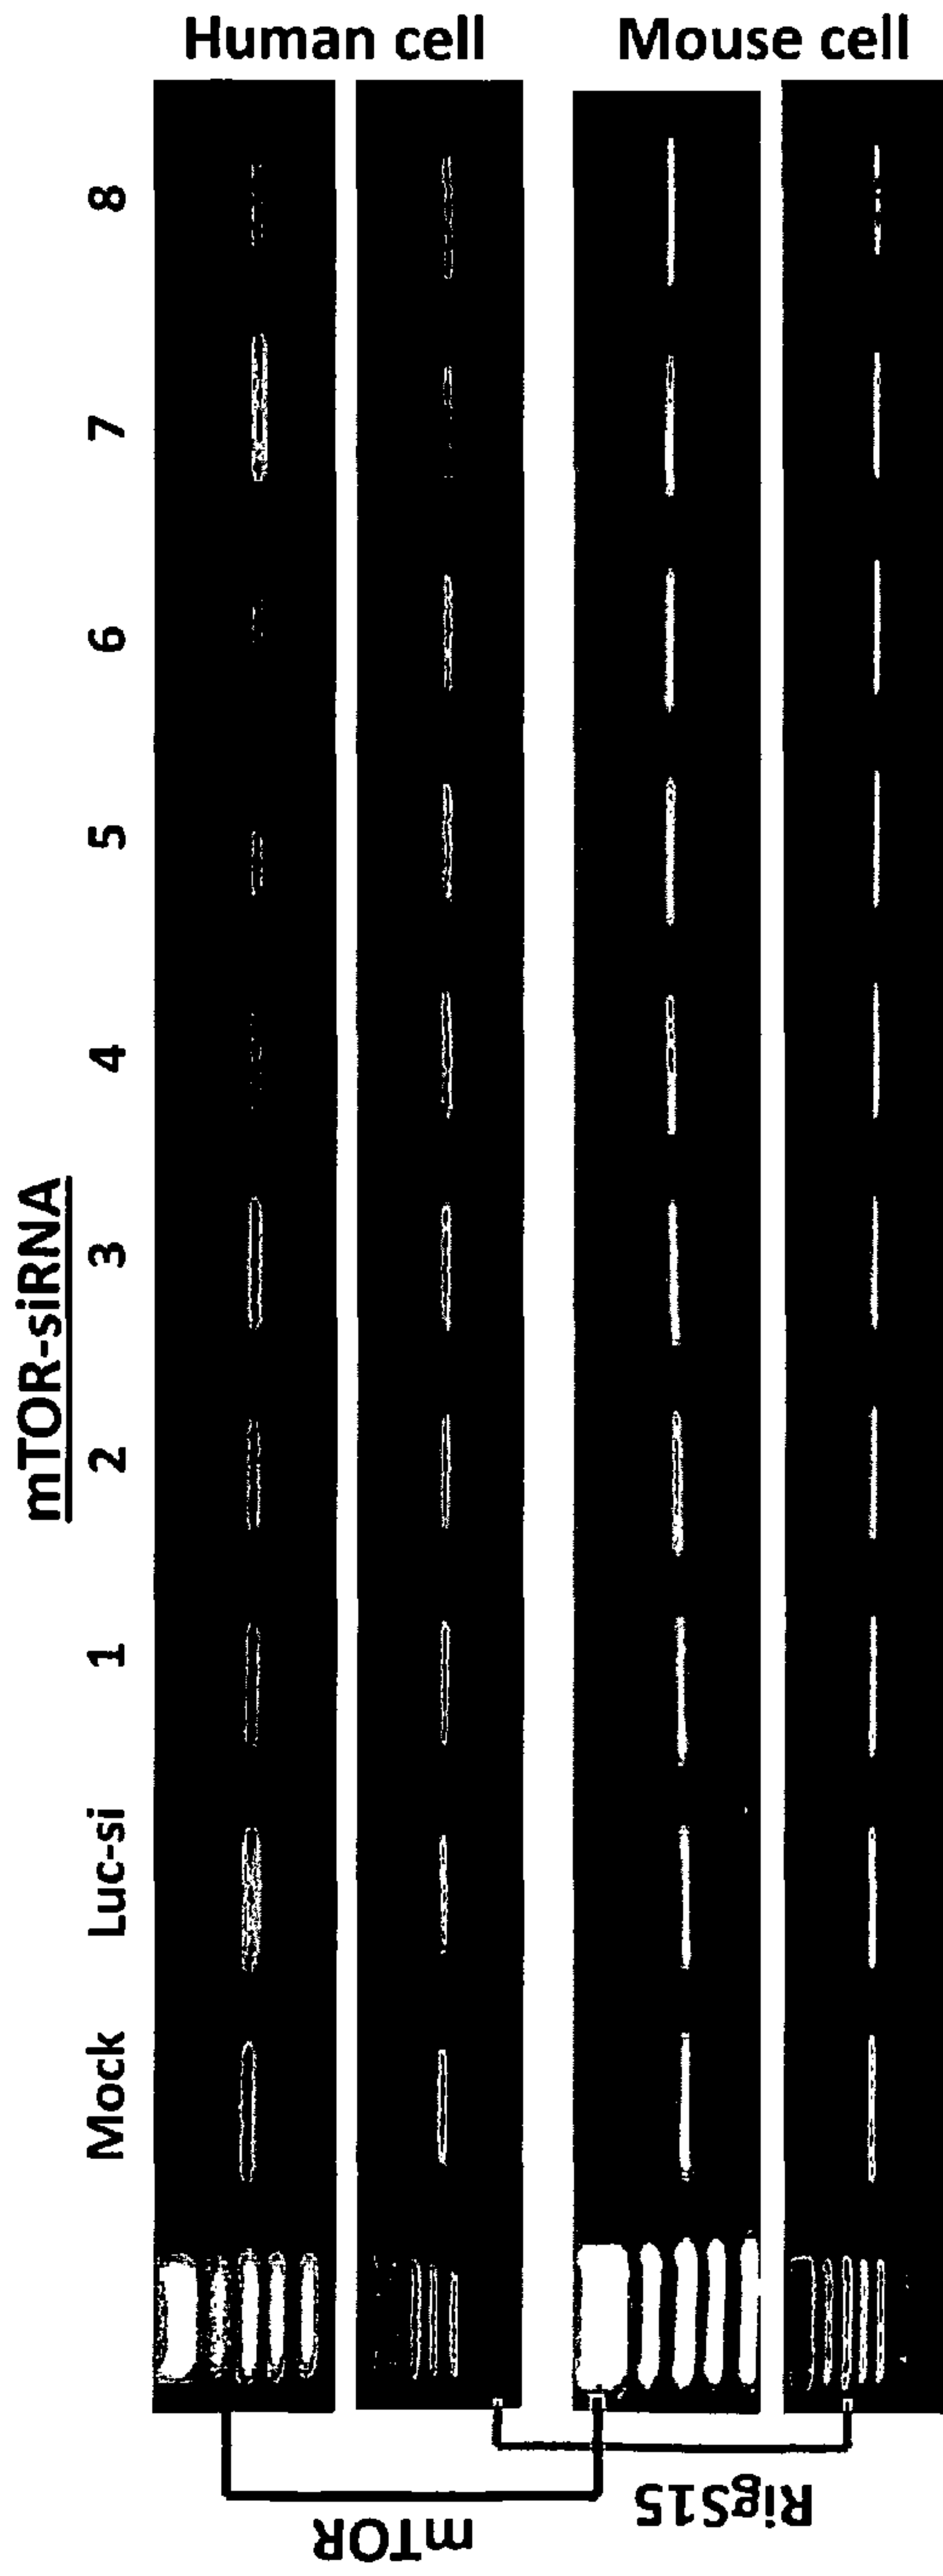 mTOR-siRNA
Mock Luc-si 1 2 3 4 5 6 7 8
Human cell
Mouse cell
mTOR
RigS15